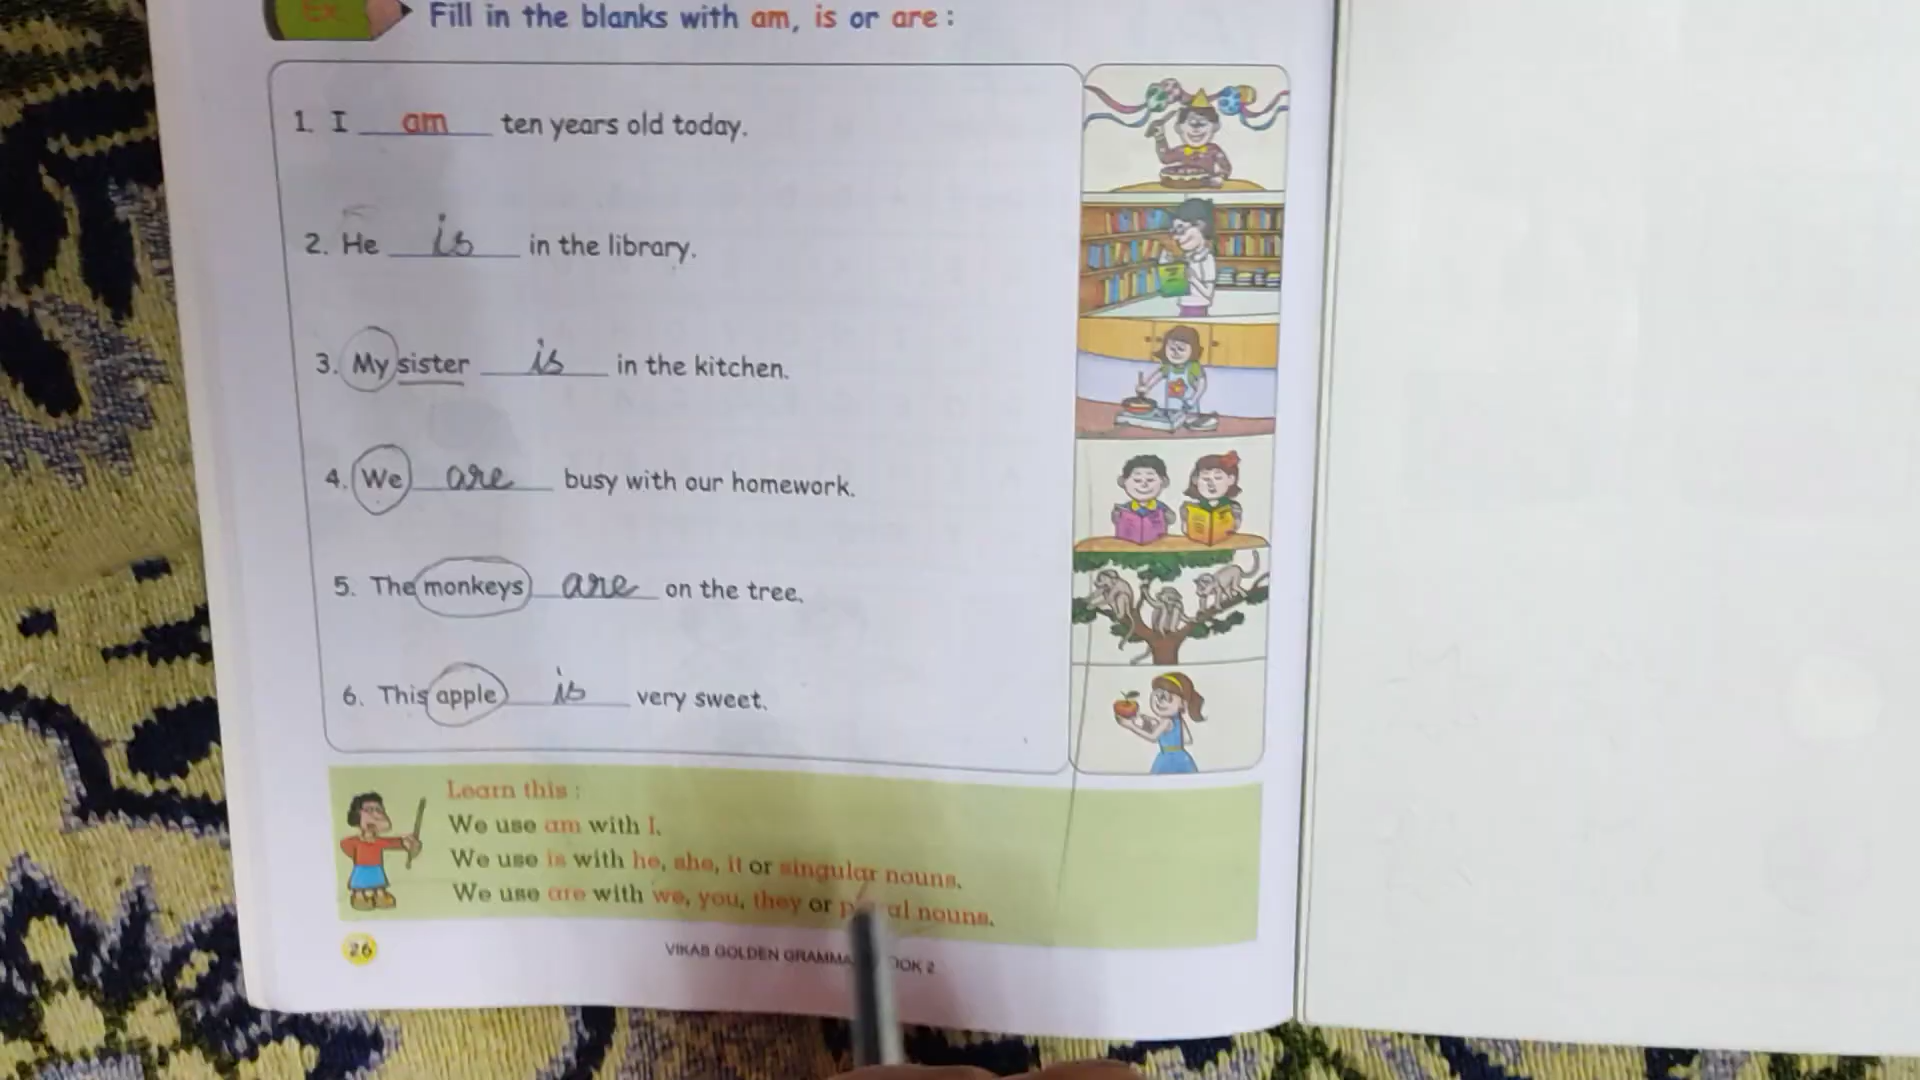 Ex
Fill in the blanks with am, is or are :
1. I am ten years old today.
2. He is in the library.
3. My sister is in the kitchen.
4. We are busy with our homework.
5. The monkeys are on the tree.
6. This apple is very sweet.
Learn this :
We use am with I.
We use is with he, she, it or singular nouns.
We use are with we, you, they or nouns.
26
VIKAS GOLDEN 2